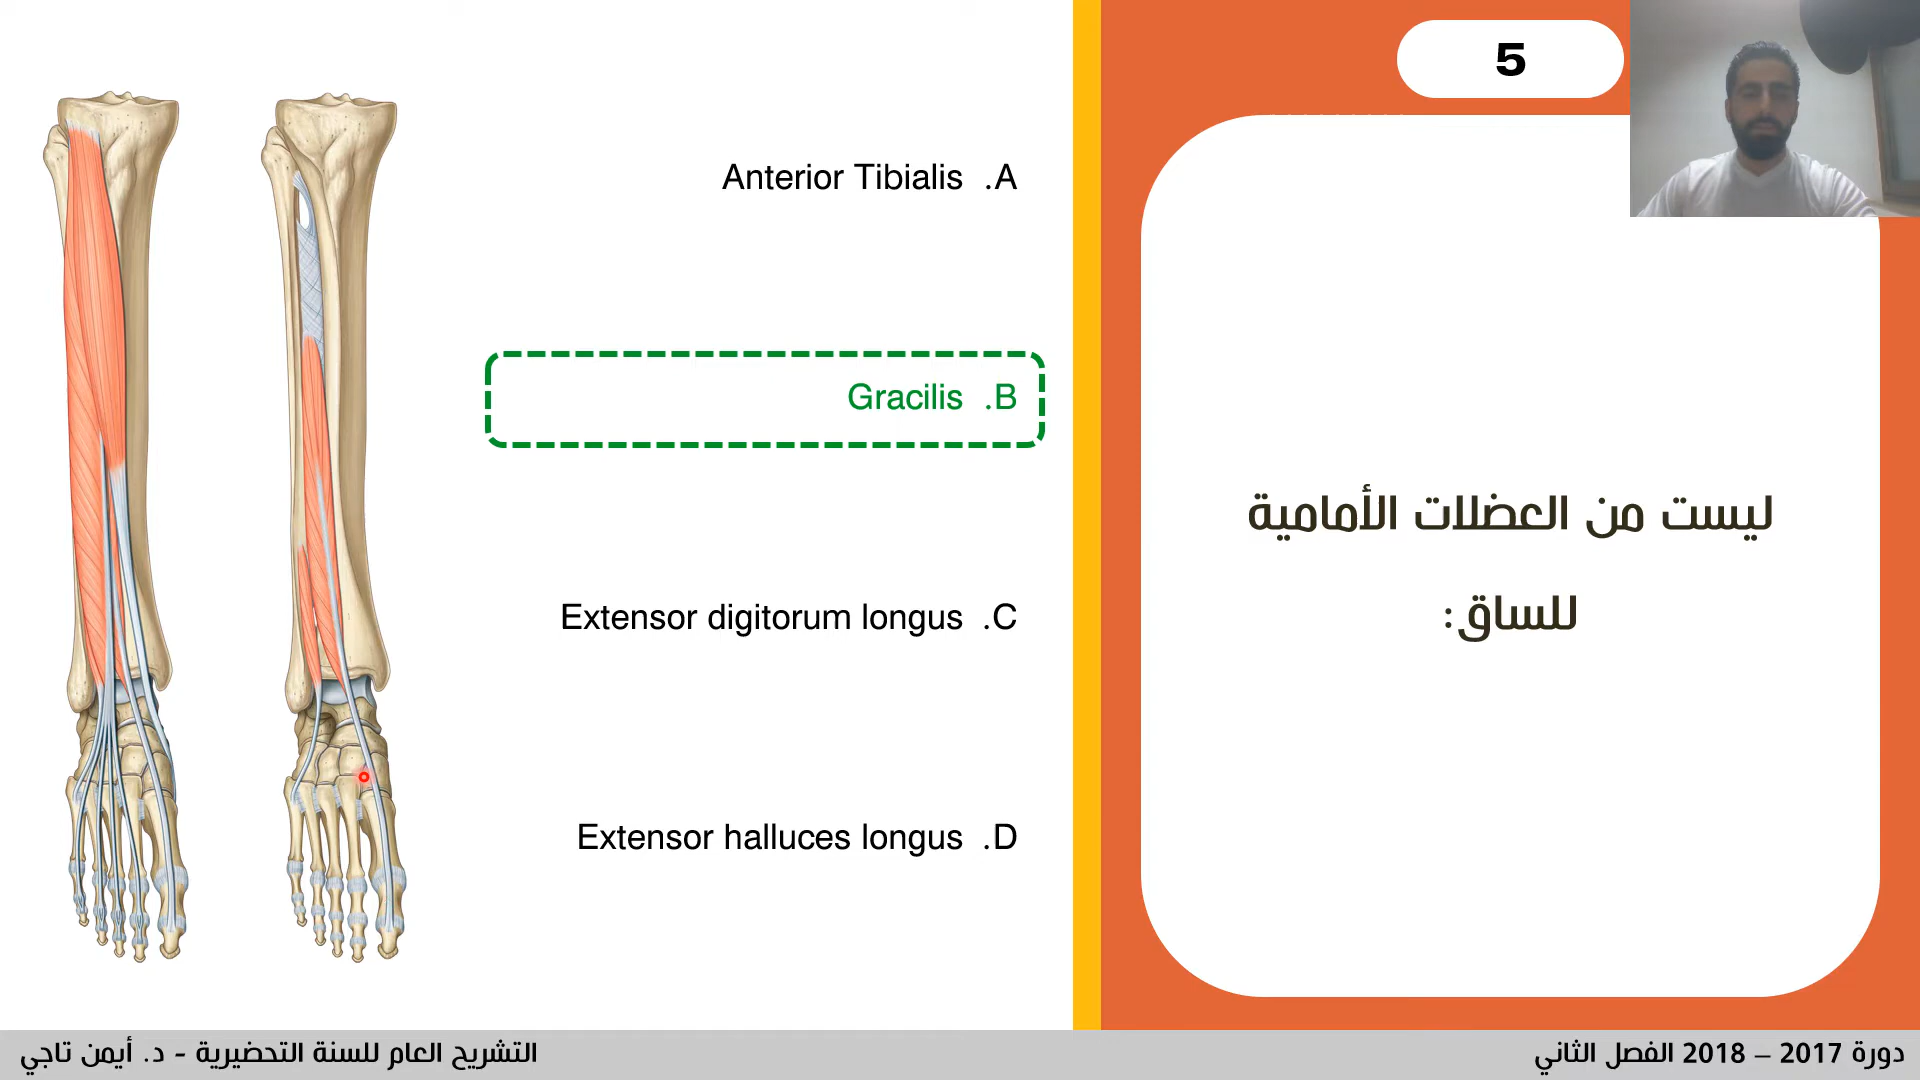 5
ليست من العضلات الأمامية
للساق:
Anterior Tibialis .A
Gracilis .B
Extensor digitorum longus .C
Extensor halluces longus .D
دورة 2017 – 2018 الفصل الثاني
التشريح العام للسنة التحضيرية - د. أيمن تاجي